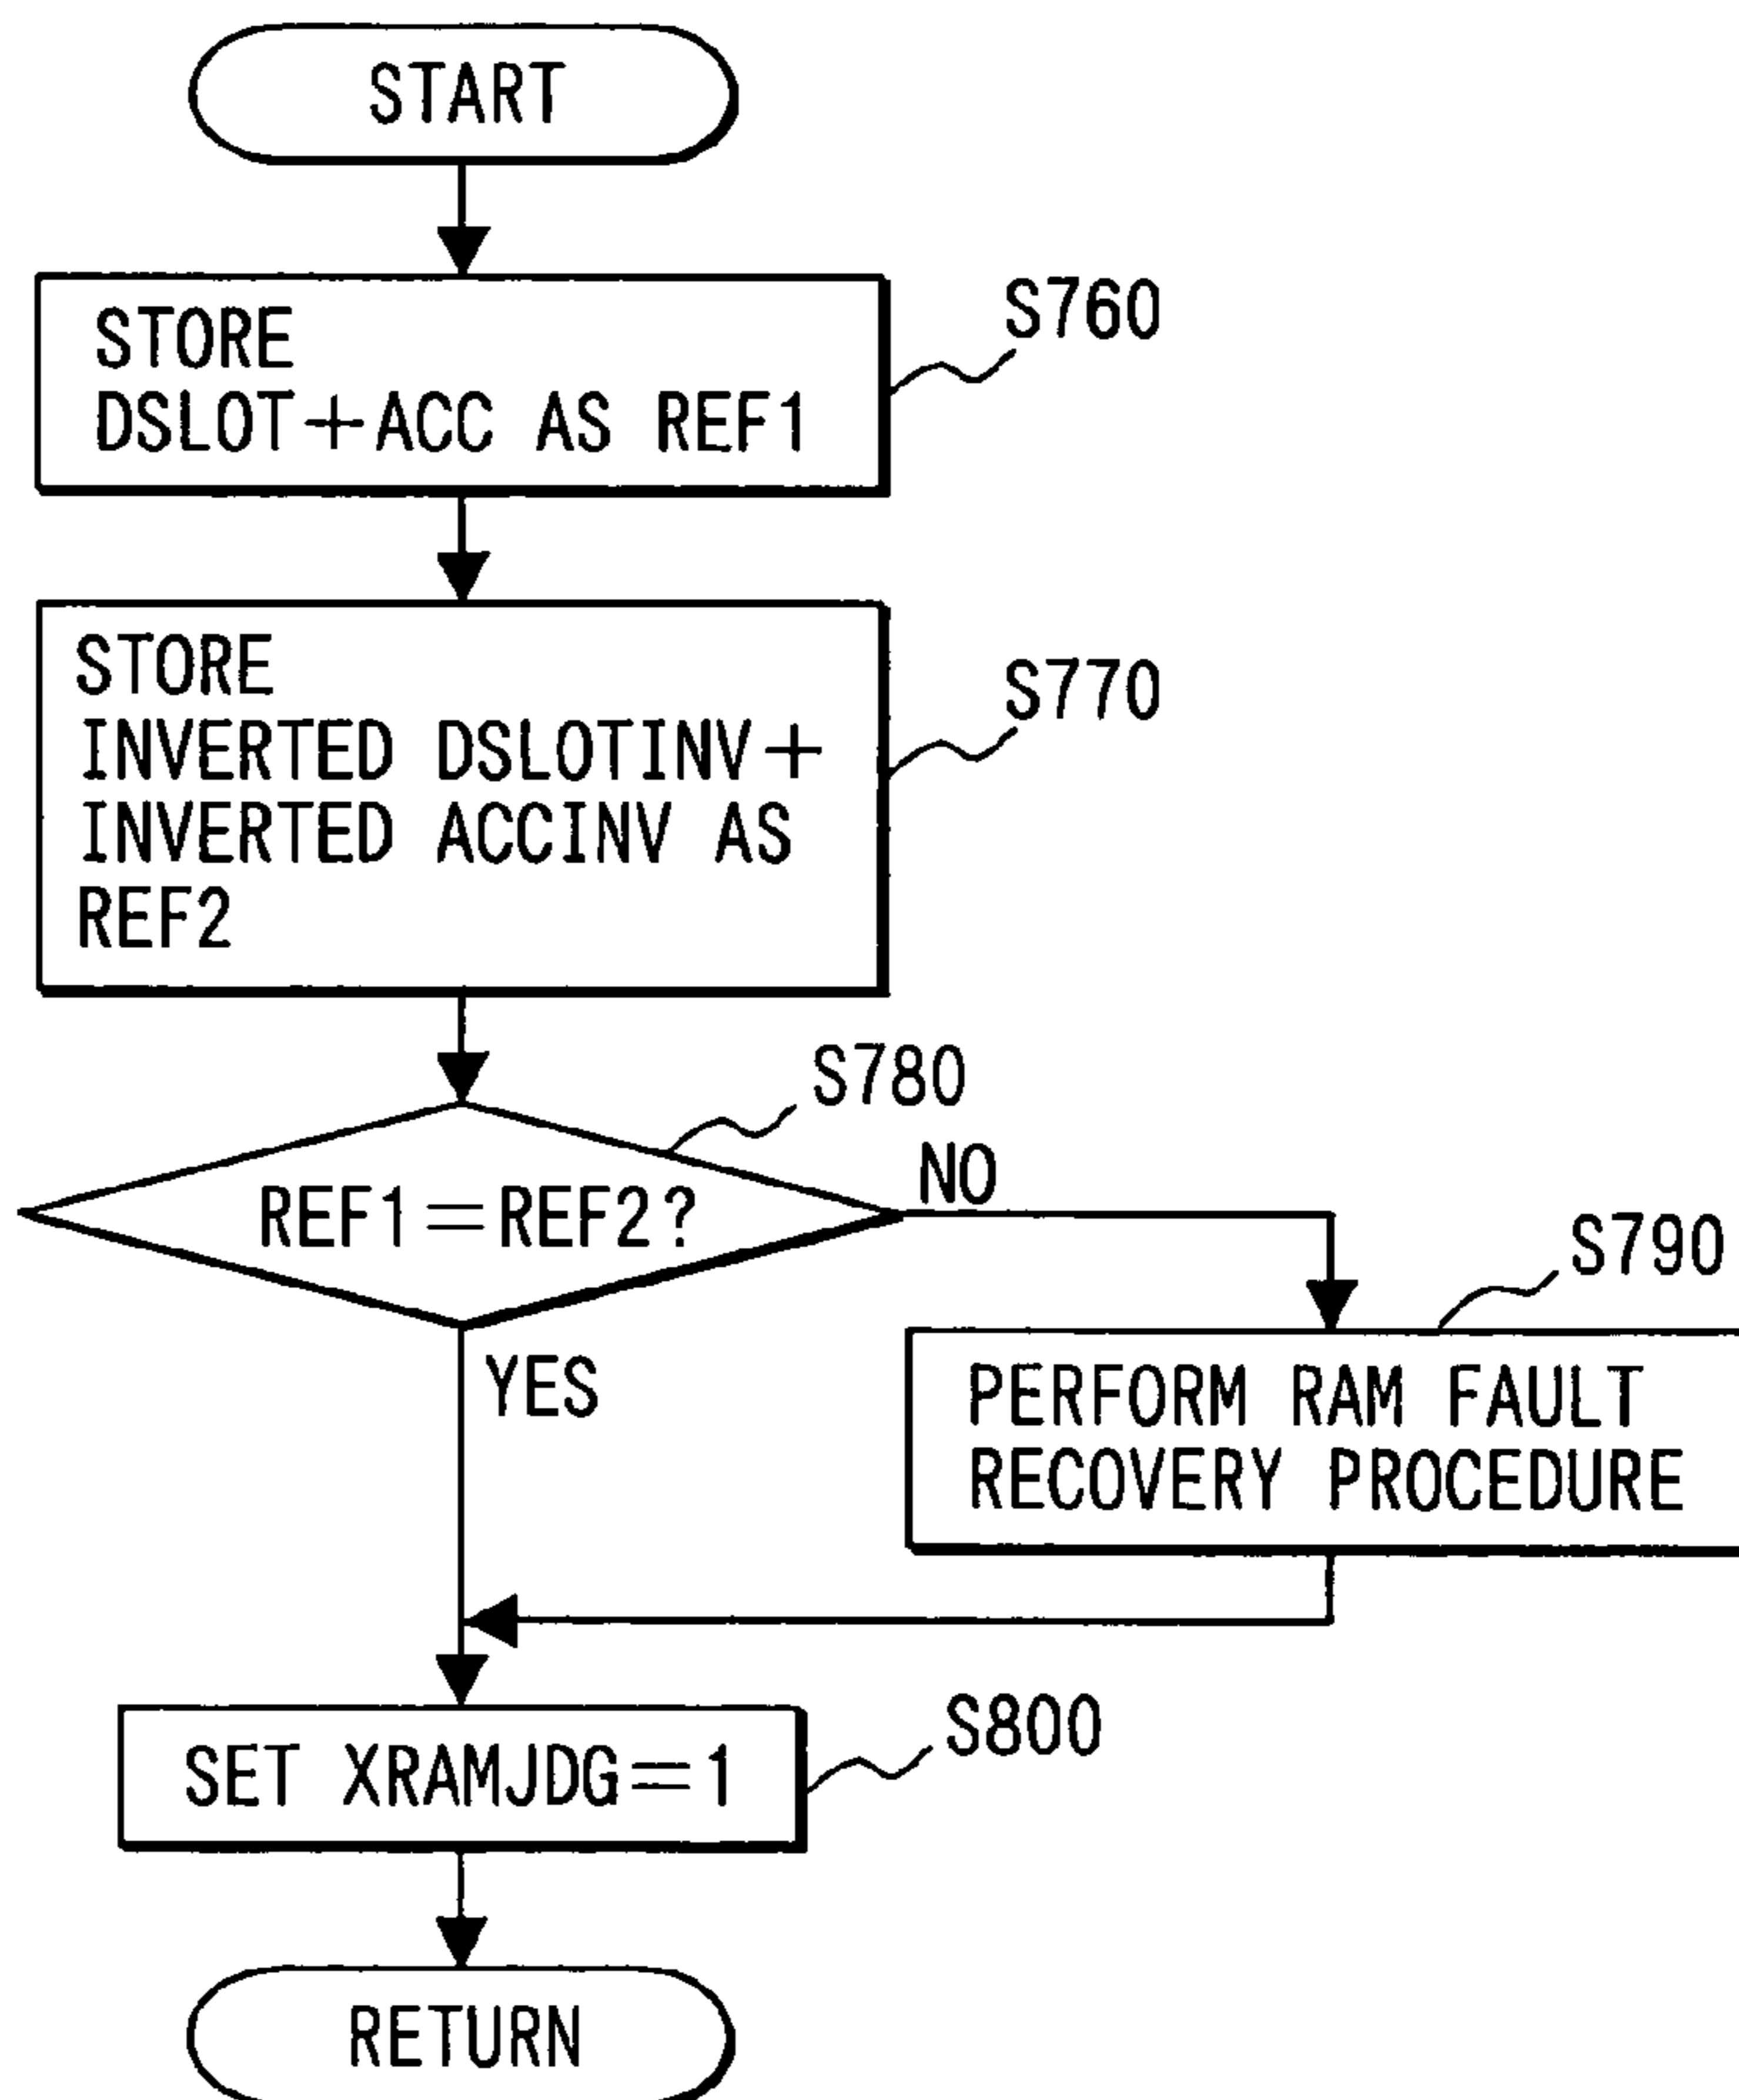 START
S760
STORE
DSLOT+ACC AS REF1
S770
STORE
INVERTED DSLOTINV+
INVERTED ACCINV AS
REF2
S780
REF1=REF2?
NO
YES
S790
PERFORM RAM FAULT
RECOVERY PROCEDURE
S800
SET XRAMJDG=1
RETURN